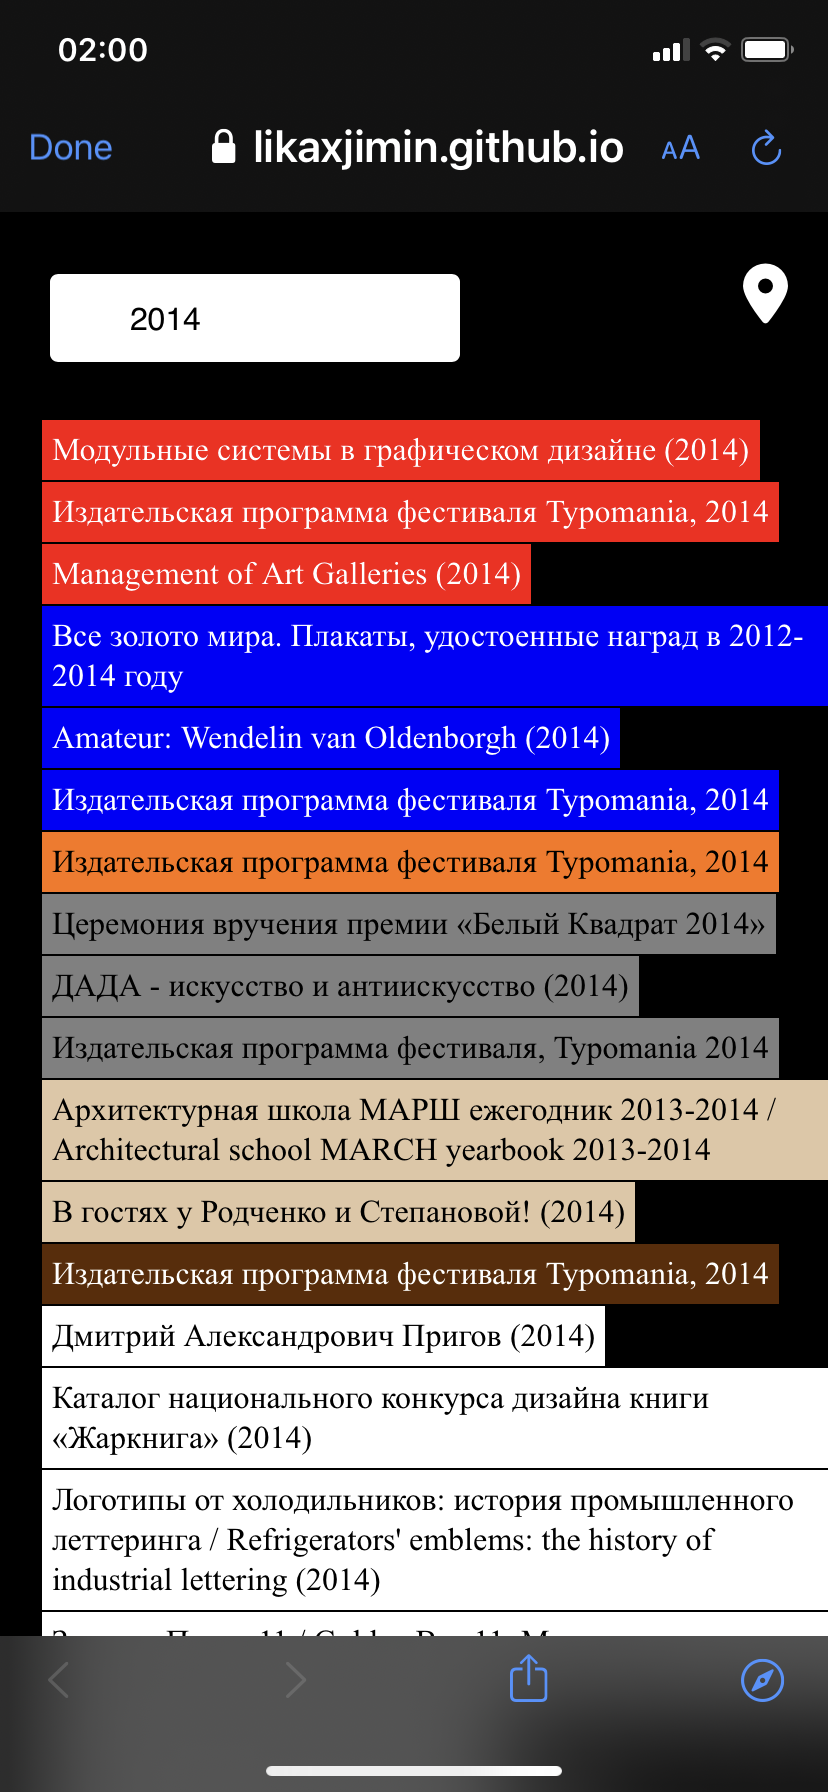 02:00
Done
likaxjimin.github.io
AA
2014
Модульные системы в графическом дизайне (2014)
Издательская программа фестиваля Typomania, 2014
Management of Art Galleries (2014)
Все золото мира. Плакаты, удостоенные наград в 2012-
2014 году
Amateur: Wendelin van Oldenborgh (2014)
Издательская программа фестиваля Typomania, 2014
Издательская программа фестиваля Typomania, 2014
Церемония вручения премии «Белый Квадрат 2014»
ДАДА - искусство и антиискусство (2014)
Издательская программа фестиваля, Typomania 2014
Архитектурная школа МАРШ ежегодник 2013-2014 /
Architectural school MARCH yearbook 2013-2014
В гостях у Родченко и Степановой! (2014)
Издательская программа фестиваля Typomania, 2014
Дмитрий Александрович Пригов (2014)
Каталог национального конкурса дизайна книги
«Жаркнига» (2014)
Логотипы от холодильников: история промышленного
леттеринга / Refrigerators' emblems: the history of
industrial lettering (2014)